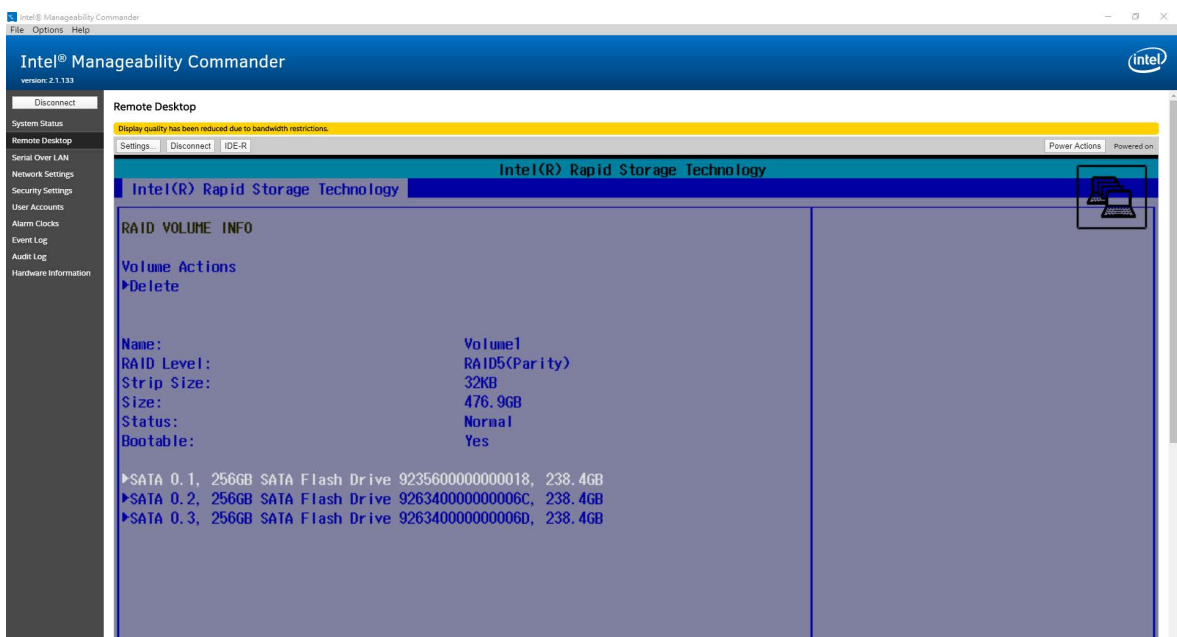 Intel® Manageability Commander
File Options Help
Intel® Manageability Commander
version: 2.1.133
intel
Disconnect
System Status
Remote Desktop
Serial Over LAN
Network Settings
Security Settings
User Accounts
Alarm Clocks
Event Log
Audit Log
Hardware Information
Remote Desktop
Display quality has been reduced due to bandwidth restrictions.
Settings... Disconnect IDE-R Power Actions Powered on
Intel(R) Rapid Storage Technology
Intel(R) Rapid Storage Technology
RAID VOLUME INFO
Volume Actions
▶Delete
Name: Volume1
RAID Level: RAID5(Parity)
Strip Size: 32KB
Size: 476.9GB
Status: Normal
Bootable: Yes
▶SATA 0.1, 256GB SATA Flash Drive 9235600000000018, 238.4GB
▶SATA 0.2, 256GB SATA Flash Drive 926340000000006C, 238.4GB
▶SATA 0.3, 256GB SATA Flash Drive 926340000000006D, 238.4GB